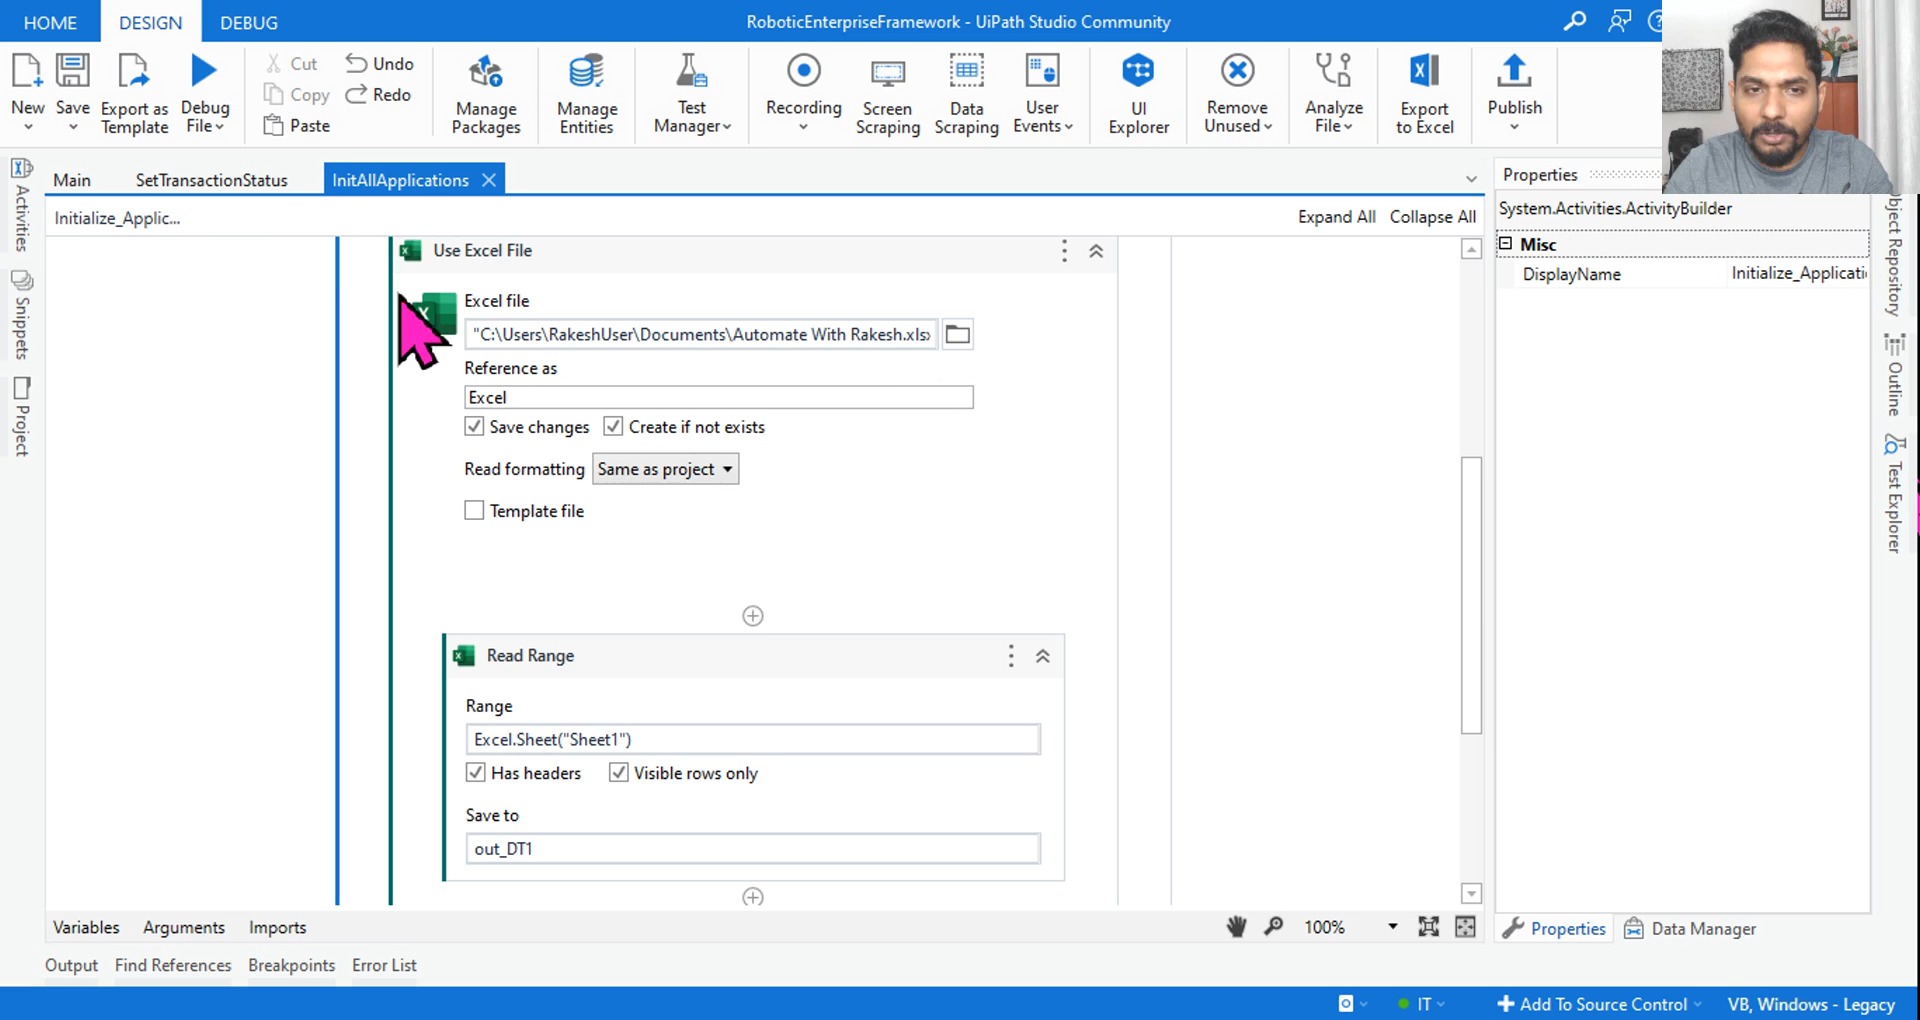 HOME
DESIGN
DEBUG
RoboticEnterpriseFramework - UiPath Studio Community
New
Save
Export as
Template
Debug
File
Cut
Copy
Paste
Undo
Redo
Manage
Packages
Manage
Entities
Test
Manager
Recording
Screen
Scraping
Data
Scraping
User
Events
UI
Explorer
Remove
Unused
Analyze
File
Export
to Excel
Publish
Activities
Snippets
Project
Main
SetTransactionStatus
InitAllApplications
Initialize_Applic...
Expand All
Collapse All
Use Excel File
Excel file
"C:\Users\RakeshUser\Documents\Automate With Rakesh.xlsx
Reference as
Excel
Save changes
Create if not exists
Read formatting
Same as project
Template file
Read Range
Range
Excel.Sheet("Sheet1")
Has headers
Visible rows only
Save to
out_DT1
Properties
System.Activities.ActivityBuilder
Misc
DisplayName
Initialize_Applicati
Object Repository
Outline
Test Explorer
Variables
Arguments
Imports
100%
Properties
Data Manager
Output
Find References
Breakpoints
Error List
IT
Add To Source Control
VB, Windows - Legacy